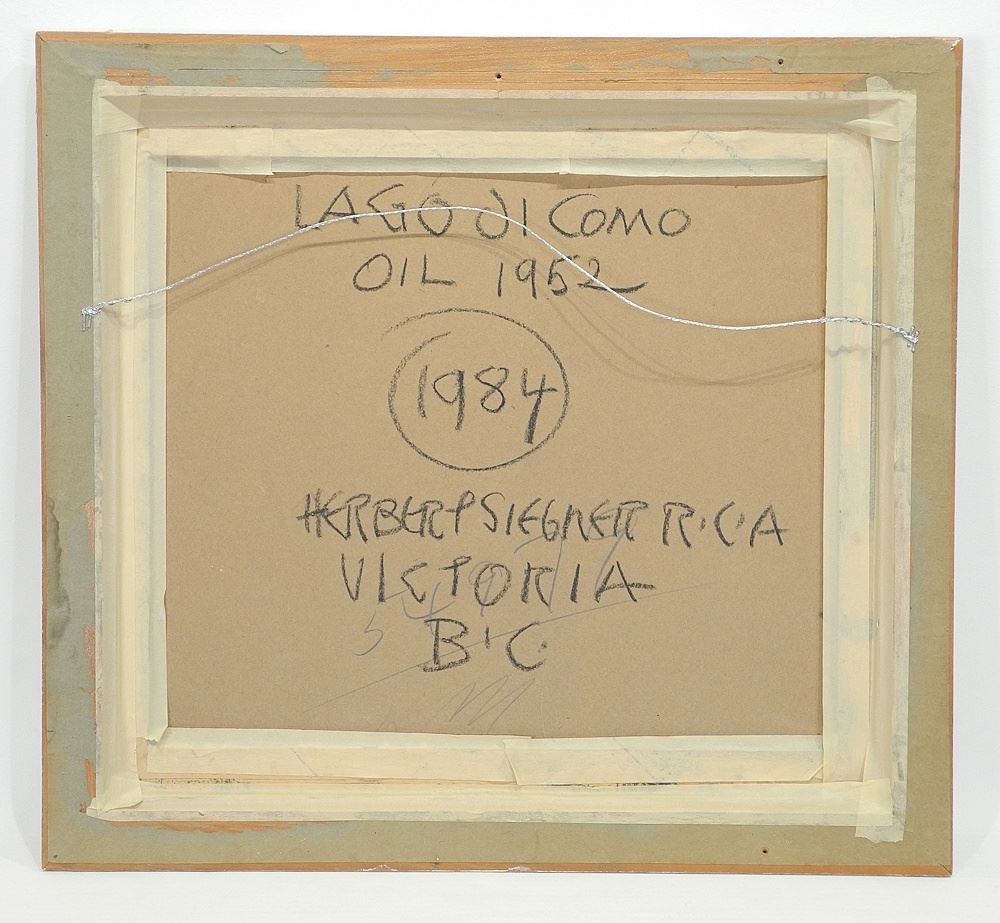 LAGO DI COMO
OIL 1952
1984
HERBERT SIEGNER R.C.A
VICTORIA
B.C.